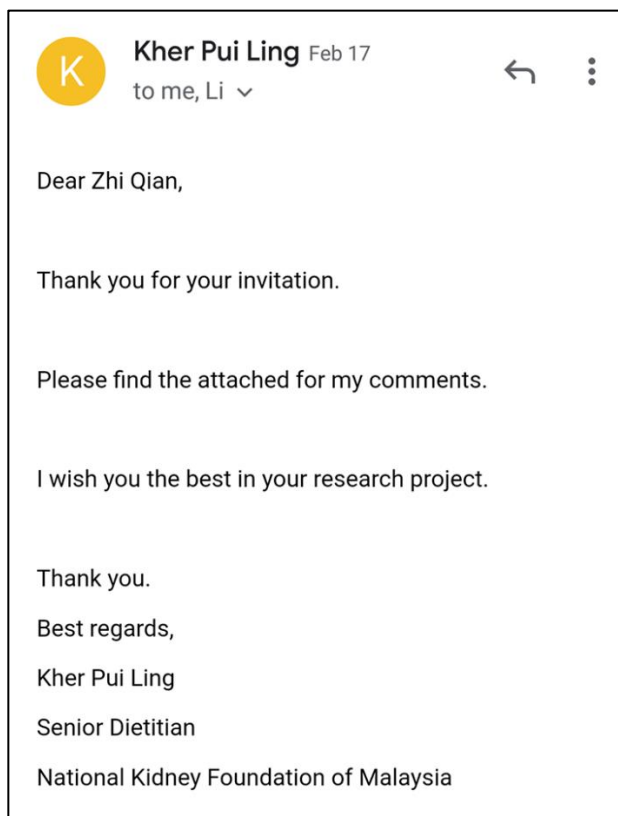 K
Kher Pui Ling Feb 17
to me, Li
Dear Zhi Qian,
Thank you for your invitation.
Please find the attached for my comments.
I wish you the best in your research project.
Thank you.
Best regards,
Kher Pui Ling
Senior Dietitian
National Kidney Foundation of Malaysia